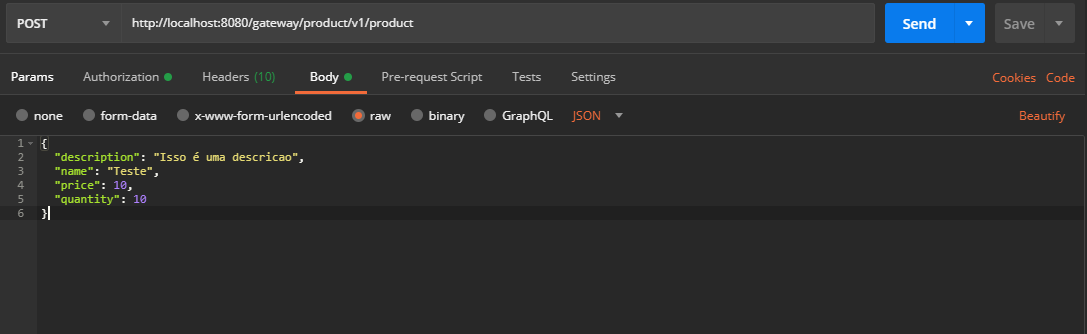 POST http://localhost:8080/gateway/product/v1/product Send Save
Params Authorization Headers (10) Body Pre-request Script Tests Settings Cookies Code
none form-data x-www-form-urlencoded raw binary GraphQL JSON Beautify
1 {
2 "description": "Isso é uma descricao",
3 "name": "Teste",
4 "price": 10,
5 "quantity": 10
6 }